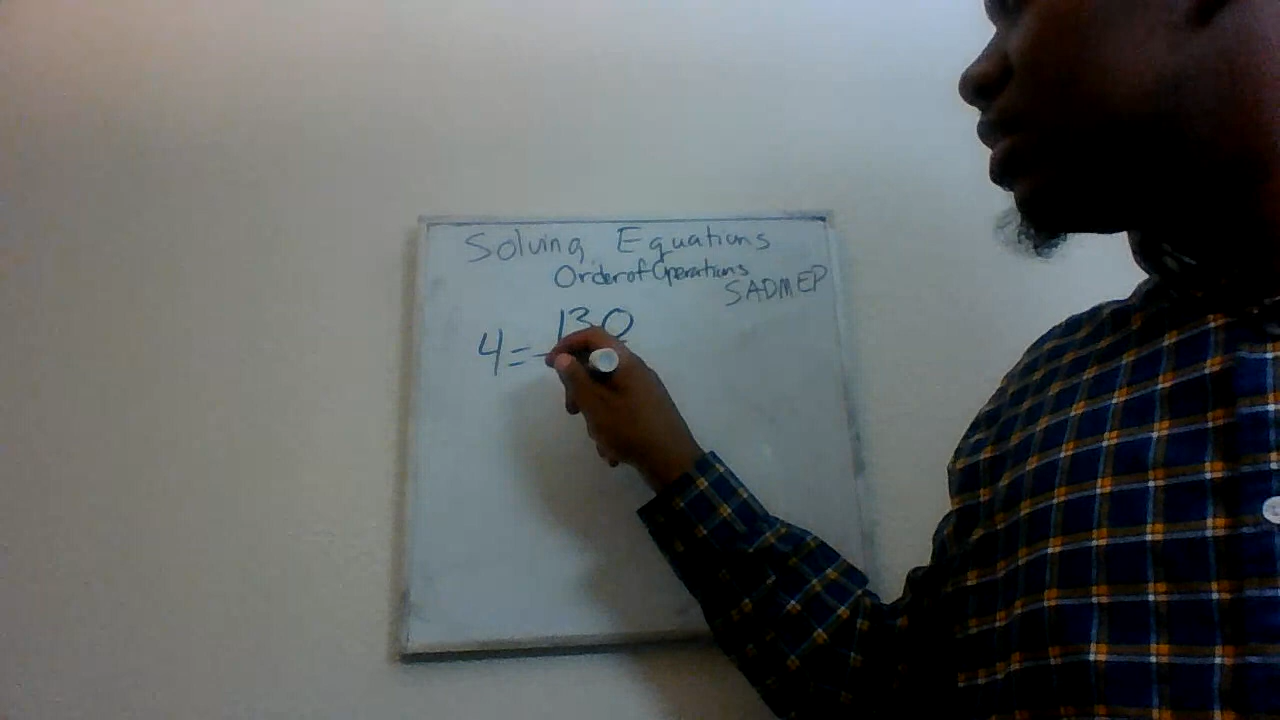 Solving Equations
Order of Operations
SADMEP
4 = 130